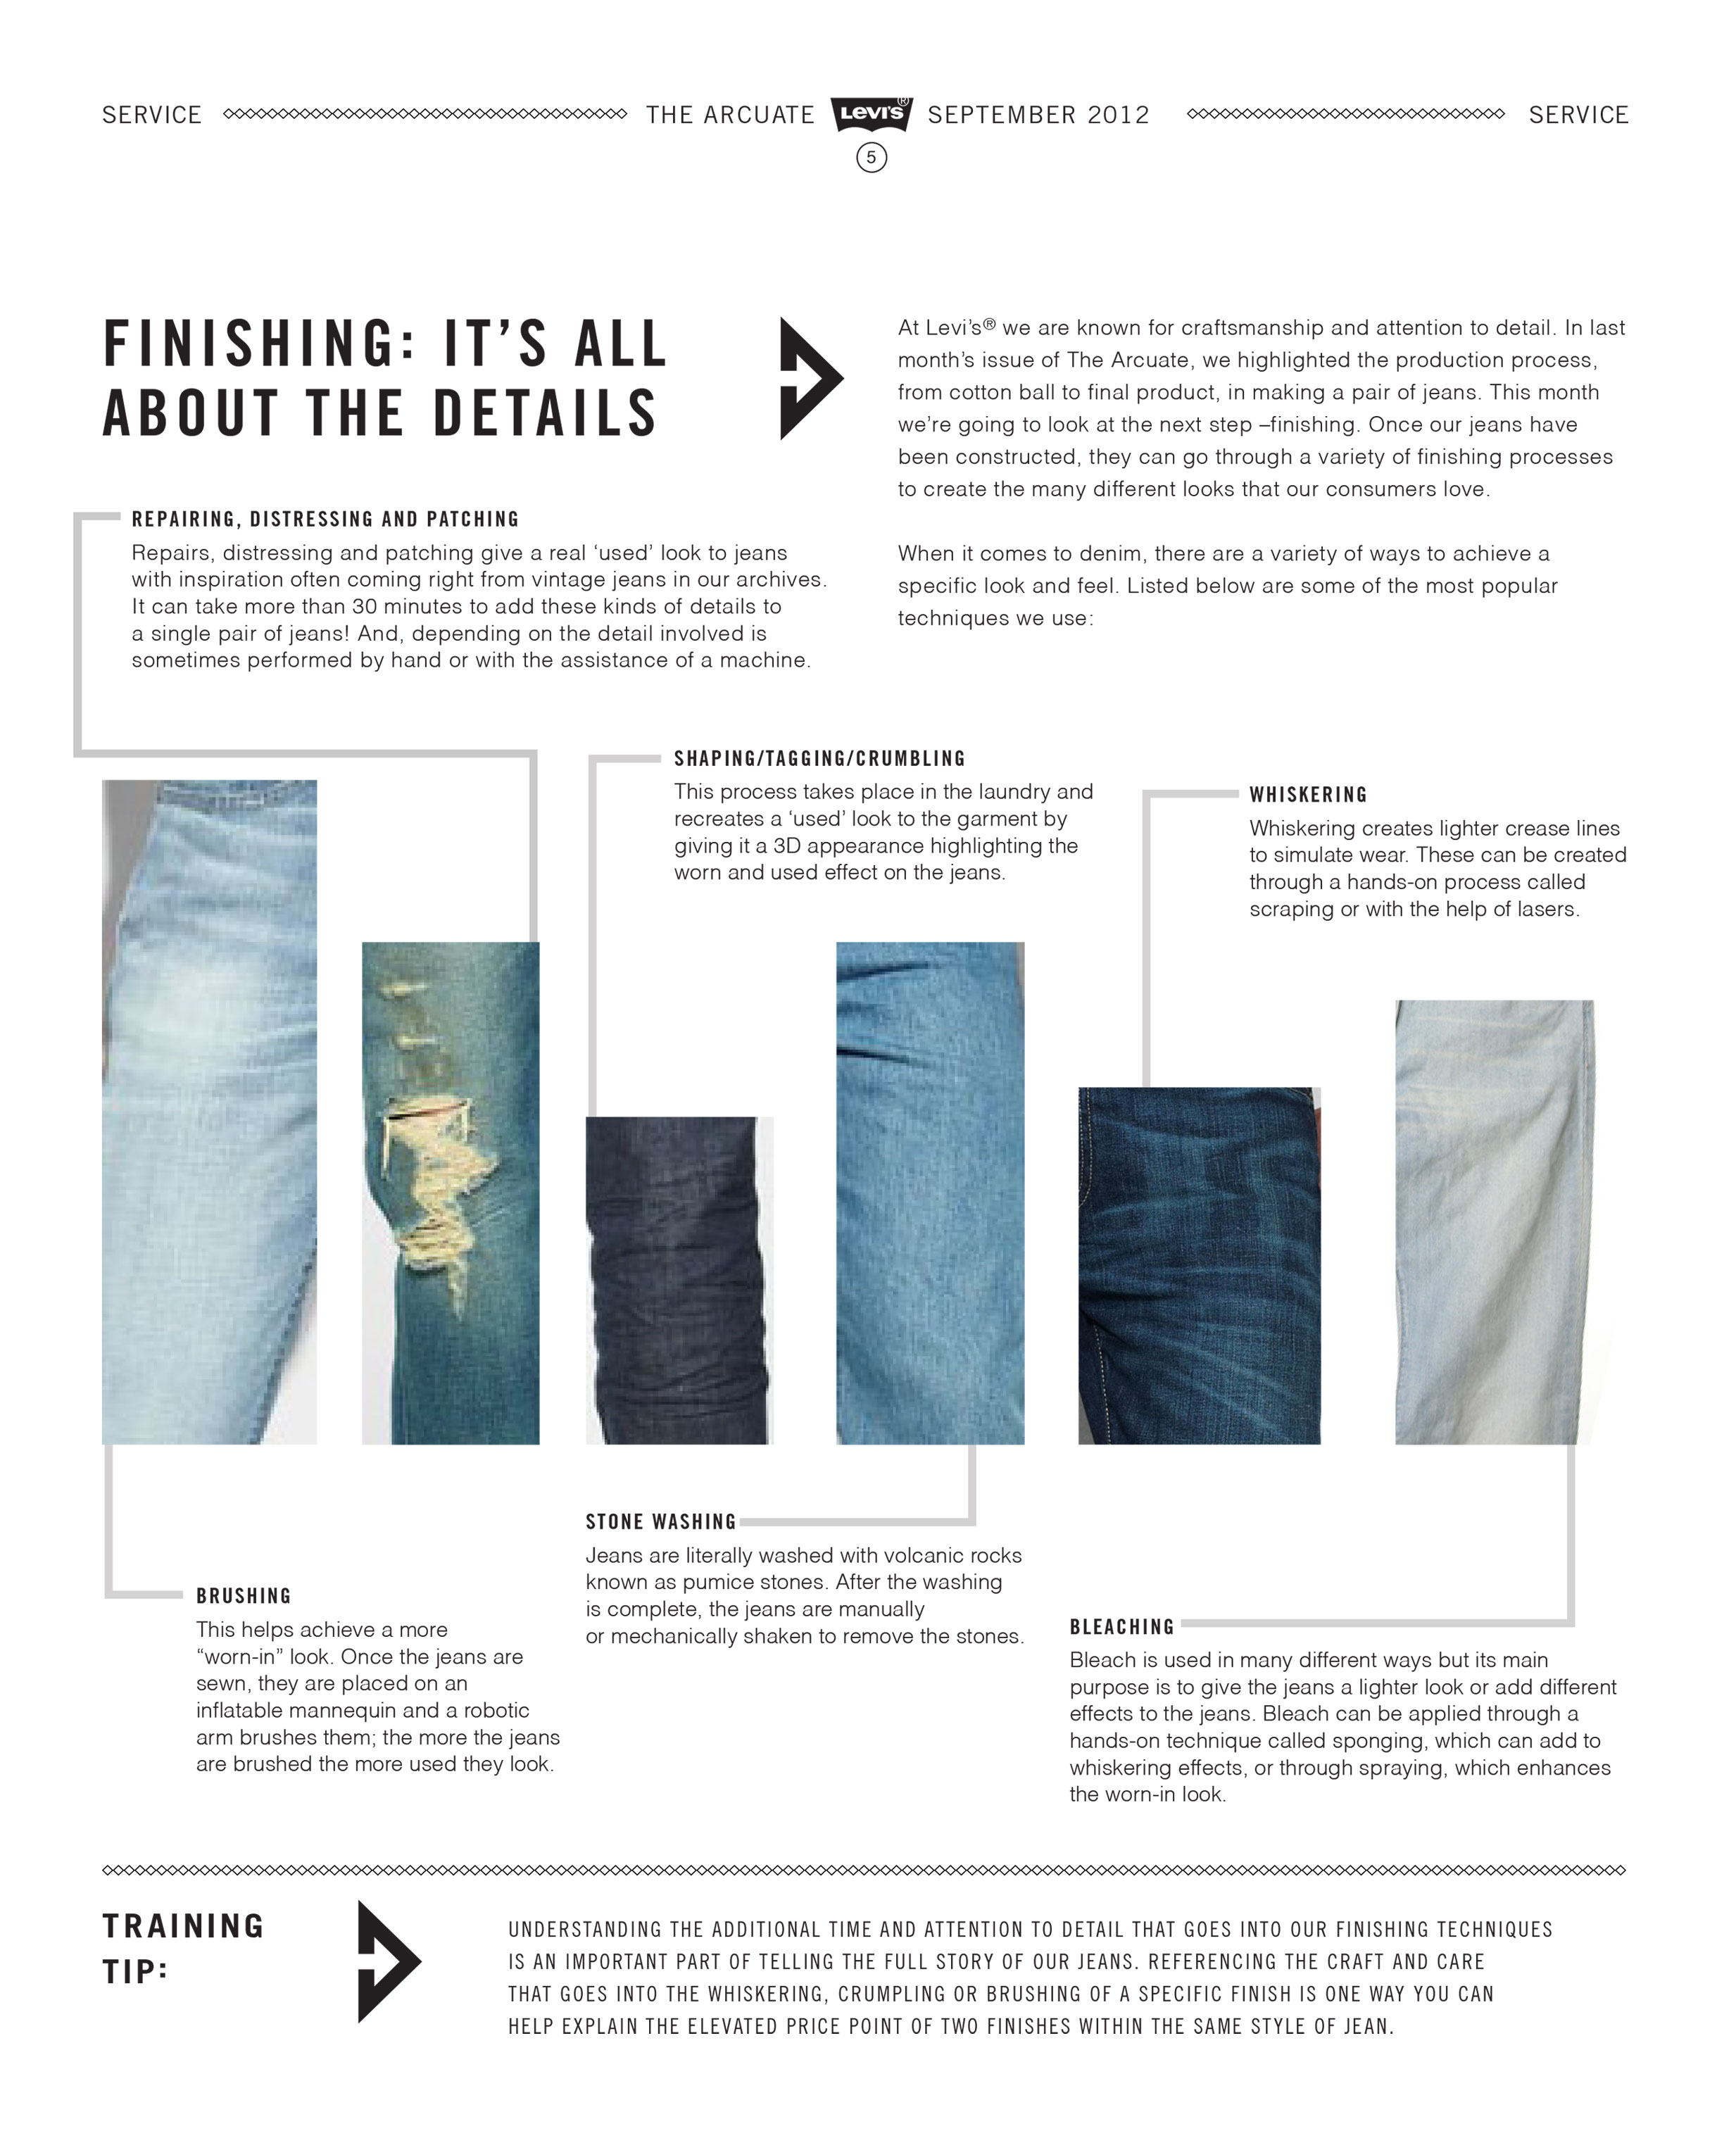 SERVICE THE ARCUATE LEVI'S® SEPTEMBER 2012 SERVICE
5
FINISHING: IT’S ALL
ABOUT THE DETAILS
At Levi’s® we are known for craftsmanship and attention to detail. In last
month’s issue of The Arcuate, we highlighted the production process,
from cotton ball to final product, in making a pair of jeans. This month
we’re going to look at the next step –finishing. Once our jeans have
been constructed, they can go through a variety of finishing processes
to create the many different looks that our consumers love.
When it comes to denim, there are a variety of ways to achieve a
specific look and feel. Listed below are some of the most popular
techniques we use:
REPAIRING, DISTRESSING AND PATCHING
Repairs, distressing and patching give a real ‘used’ look to jeans
with inspiration often coming right from vintage jeans in our archives.
It can take more than 30 minutes to add these kinds of details to
a single pair of jeans! And, depending on the detail involved is
sometimes performed by hand or with the assistance of a machine.
SHAPING/TAGGING/CRUMBLING
This process takes place in the laundry and
recreates a ‘used’ look to the garment by
giving it a 3D appearance highlighting the
worn and used effect on the jeans.
WHISKERING
Whiskering creates lighter crease lines
to simulate wear. These can be created
through a hands-on process called
scraping or with the help of lasers.
STONE WASHING
Jeans are literally washed with volcanic rocks
known as pumice stones. After the washing
is complete, the jeans are manually
or mechanically shaken to remove the stones.
BRUSHING
This helps achieve a more
“worn-in” look. Once the jeans are
sewn, they are placed on an
inflatable mannequin and a robotic
arm brushes them; the more the jeans
are brushed the more used they look.
BLEACHING
Bleach is used in many different ways but its main
purpose is to give the jeans a lighter look or add different
effects to the jeans. Bleach can be applied through a
hands-on technique called sponging, which can add to
whiskering effects, or through spraying, which enhances
the worn-in look.
TRAINING
TIP:
UNDERSTANDING THE ADDITIONAL TIME AND ATTENTION TO DETAIL THAT GOES INTO OUR FINISHING TECHNIQUES
IS AN IMPORTANT PART OF TELLING THE FULL STORY OF OUR JEANS. REFERENCING THE CRAFT AND CARE
THAT GOES INTO THE WHISKERING, CRUMPLING OR BRUSHING OF A SPECIFIC FINISH IS ONE WAY YOU CAN
HELP EXPLAIN THE ELEVATED PRICE POINT OF TWO FINISHES WITHIN THE SAME STYLE OF JEAN.